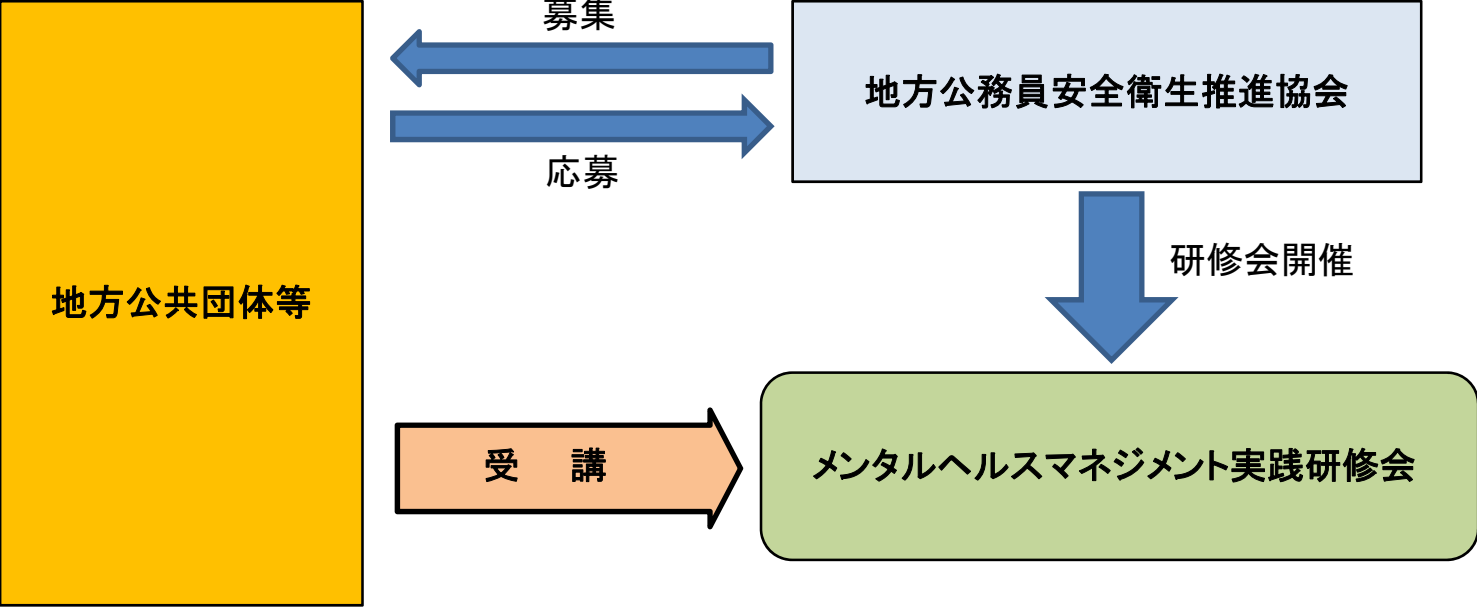 募集
地方公務員安全衛生推進協会
応募
研修会開催
地方公共団体等
受　講
メンタルヘルスマネジメント実践研修会